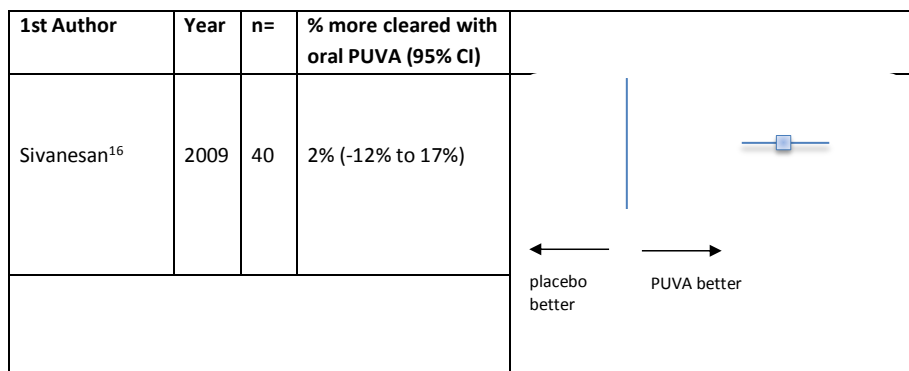 1st Author Year n= % more cleared with
oral PUVA (95% CI)
Sivanesan16 2009 40 2% (-12% to 17%)
placebo PUVA better
better